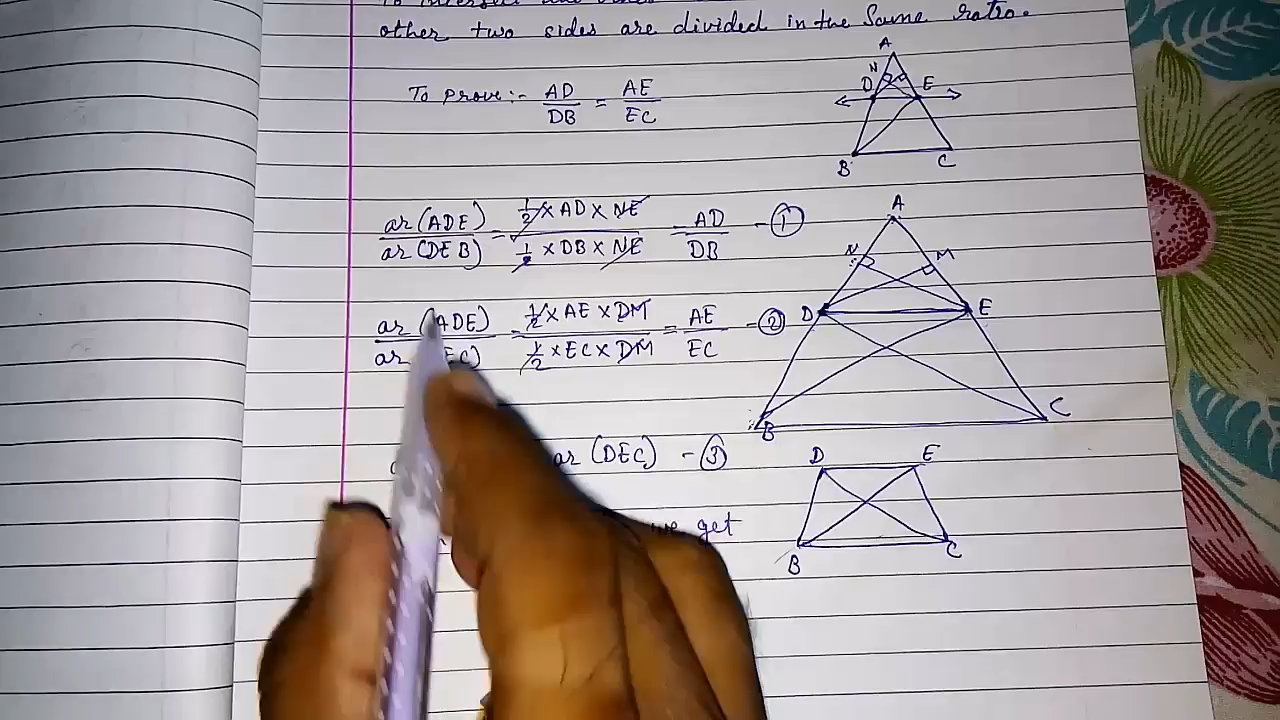 other two sides are divided in the same ratio.
To prove:- AD/DB = AE/EC
ar(ADE)/ar(DEB) = 1/2 × AD × NE / 1/2 × DB × NE = AD/DB - ①
ar(ADE)/ar EC) = 1/2 × AE × DM / 1/2 × EC × DM = AE/EC - ②
ar(DEC) - ③
we get
A
N
D E
B C
A
N M
D E
B C
D E
B C